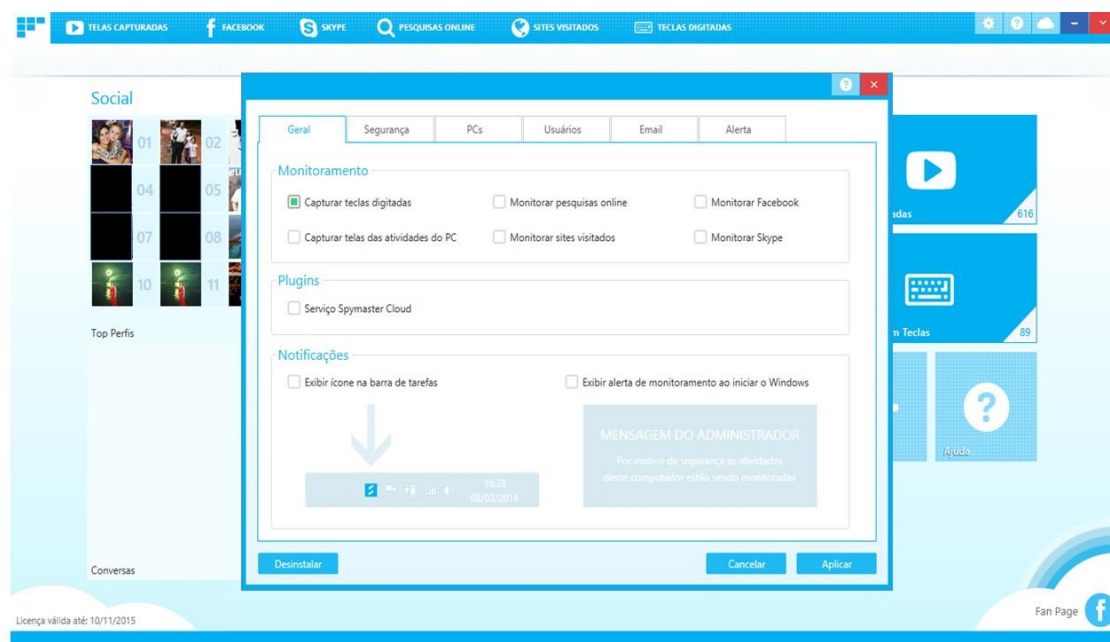 TELAS CAPTURADAS
FACEBOOK
SKYPE
PESQUISAS ONLINE
SITES VISITADOS
TECLAS DIGITADAS
Social
01
02
04
05
07
08
10
11
Top Perfis
Conversas
Geral
Segurança
PCs
Usuários
Email
Alerta
Monitoramento
Capturar teclas digitadas
Monitorar pesquisas online
Monitorar Facebook
Capturar telas das atividades do PC
Monitorar sites visitados
Monitorar Skype
Plugins
Serviço Spymaster Cloud
Notificações
Exibir ícone na barra de tarefas
Exibir alerta de monitoramento ao iniciar o Windows
18:28
08/03/2014
MENSAGEM DO ADMINISTRADOR
Por motivo de segurança as atividades
desse computador estão sendo monitoradas
Desinstalar
Cancelar
Aplicar
616
Teclas
89
Ajuda
Licença válida até: 10/11/2015
Fan Page